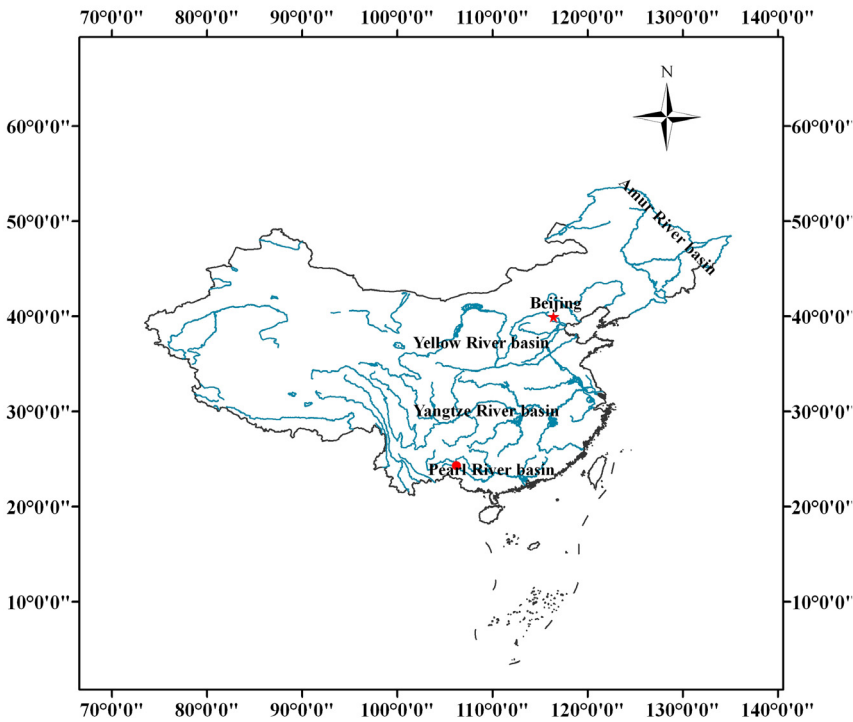 70°0'0" 80°0'0" 90°0'0" 100°0'0" 110°0'0" 120°0'0" 130°0'0" 140°0'0"
N
60°0'0" 60°0'0"
Amur River basin
50°0'0" 50°0'0"
Beijing
40°0'0" 40°0'0"
Yellow River basin
Yangtze River basin
30°0'0" 30°0'0"
Pearl River basin
20°0'0" 20°0'0"
10°0'0" 10°0'0"
70°0'0" 80°0'0" 90°0'0" 100°0'0" 110°0'0" 120°0'0" 130°0'0" 140°0'0"